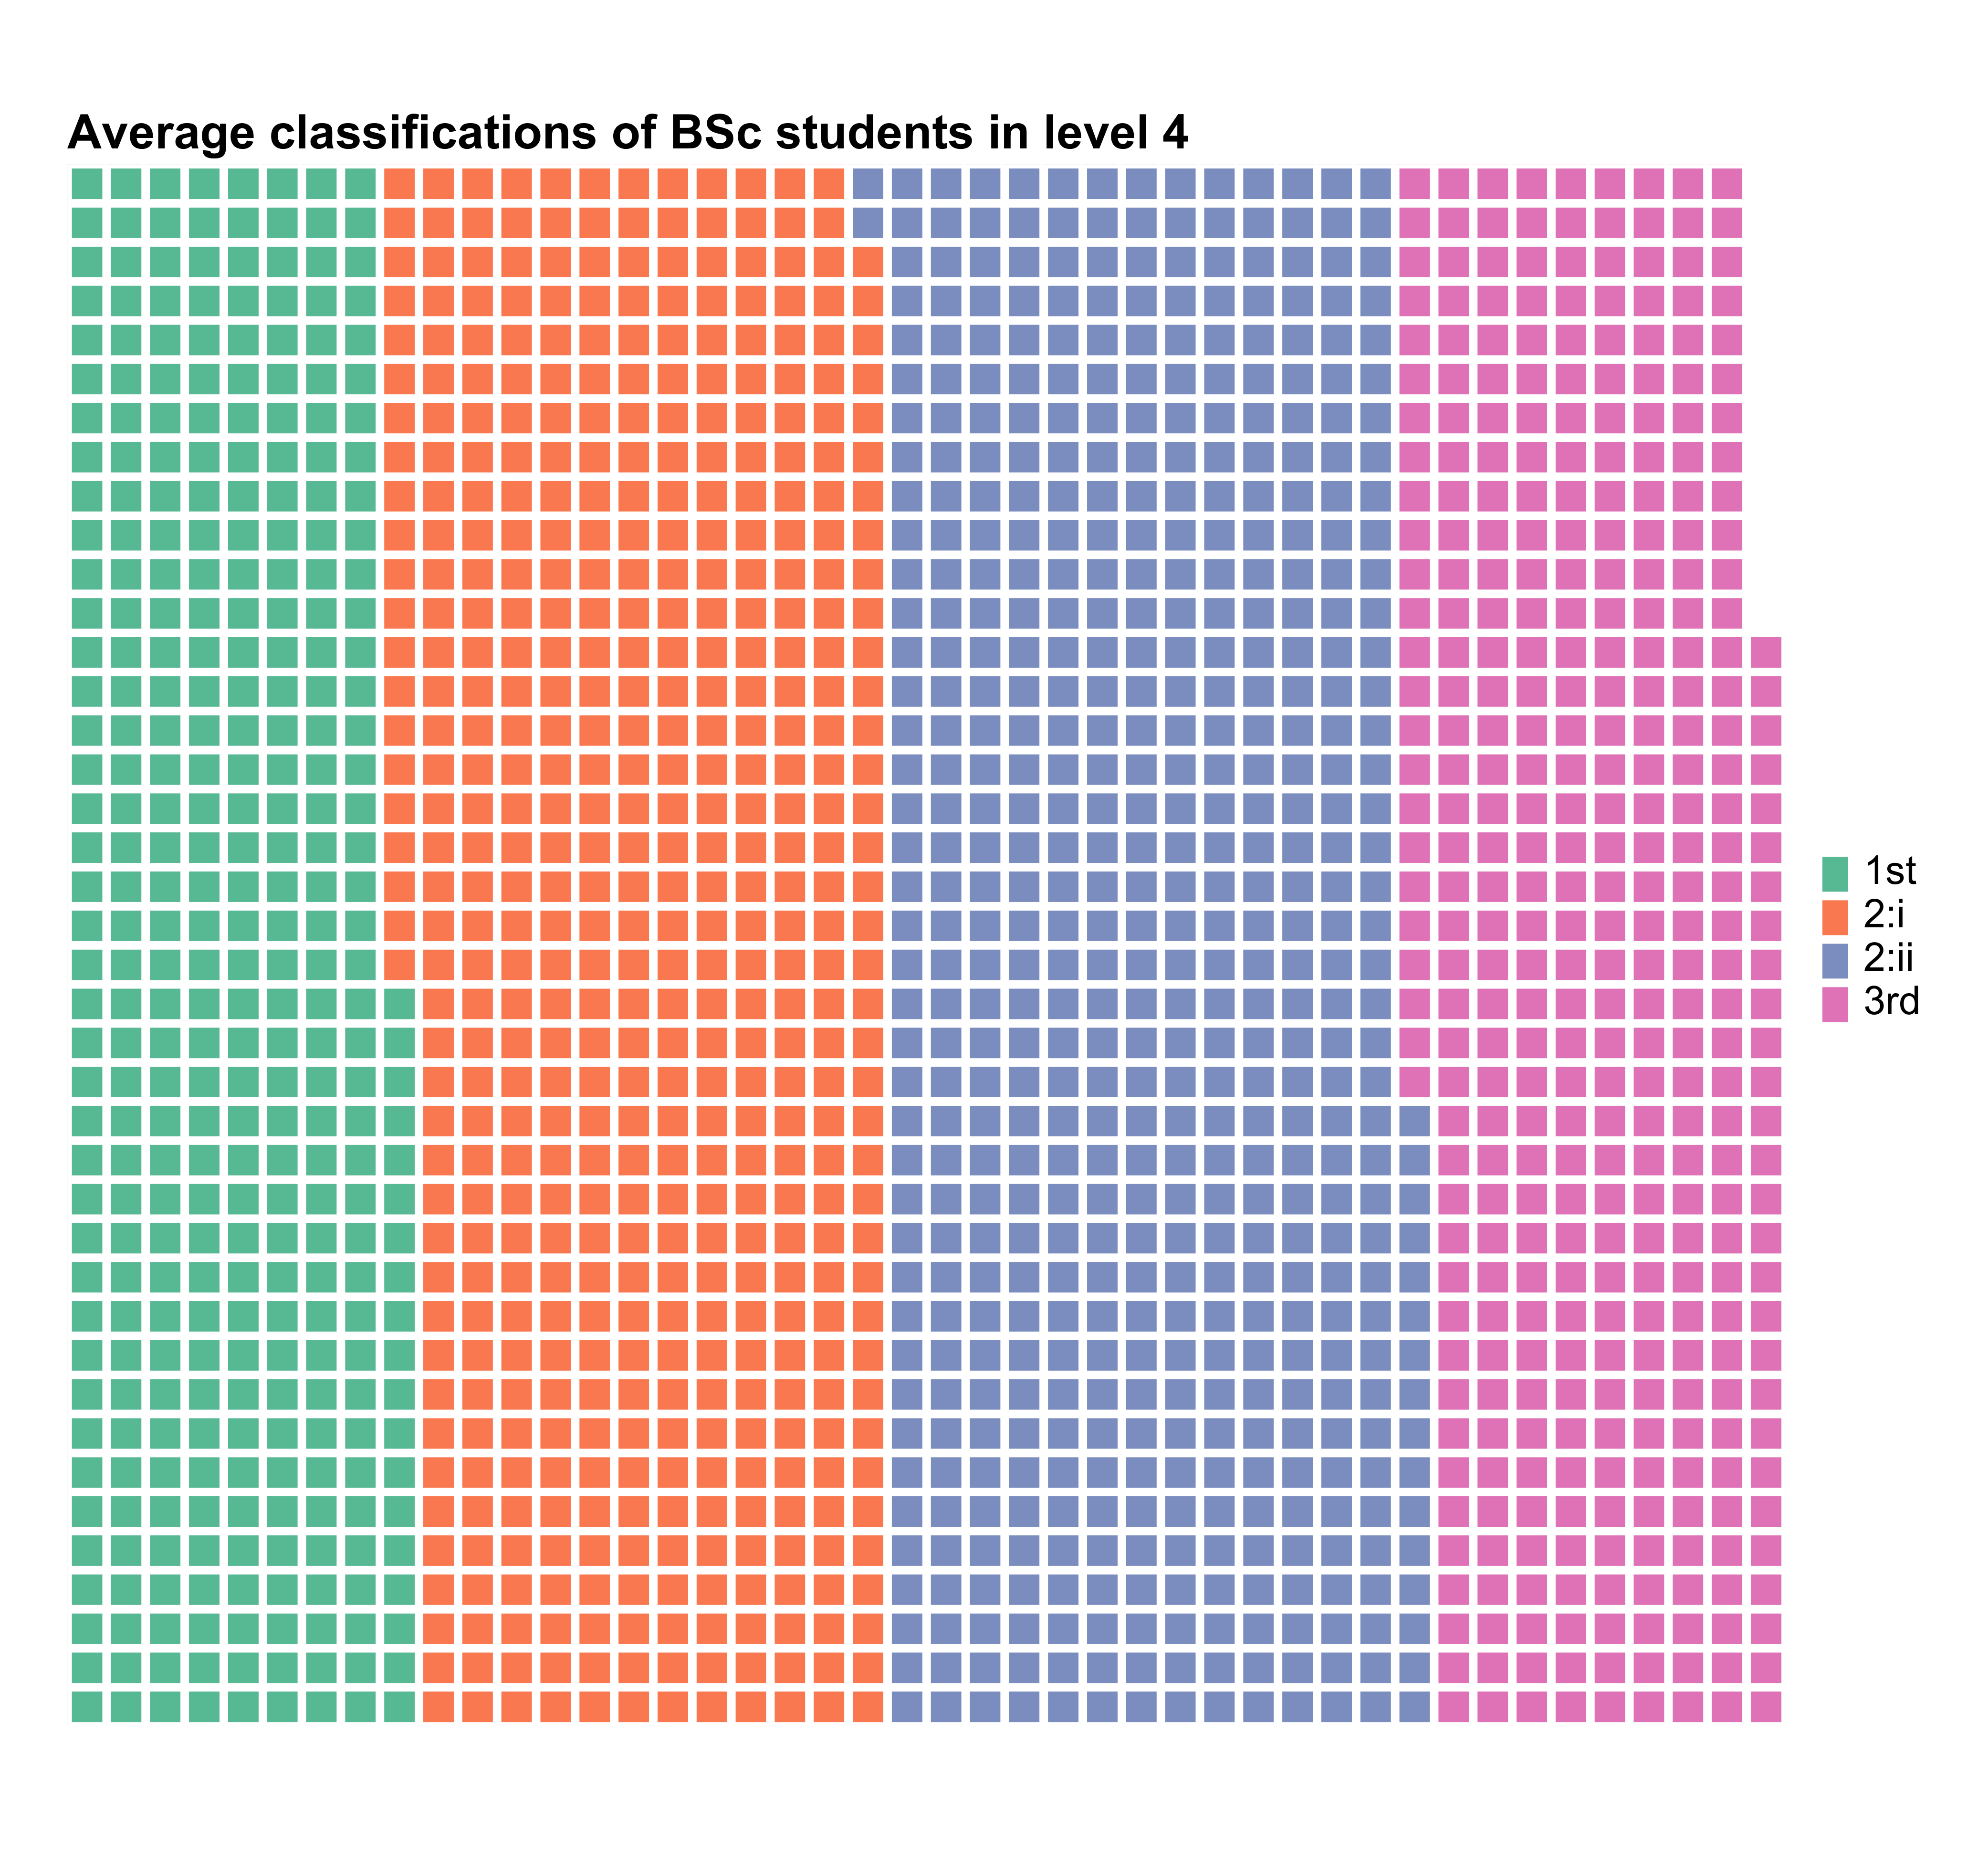 Average classifications of BSc students in level 4
1st
2:i
2:ii
3rd